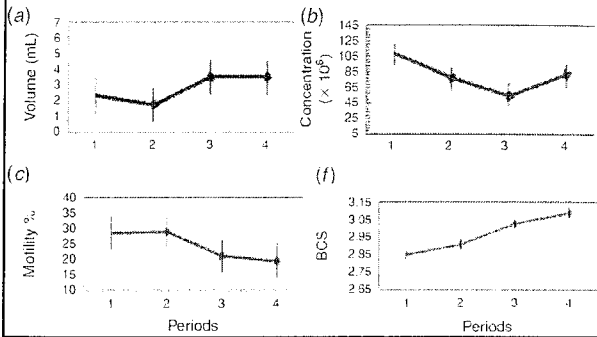 (a)
Volume (mL)
7
6
5
4
3
2
1
0
1 2 3 4
(b)
Concentration
(× 10⁶)
145
125
105
85
65
45
25
5
1 2 3 4
(c)
Motility %
40
35
30
25
20
15
10
1 2 3 4
Periods
(f)
BCS
3.15
3.05
2.95
2.85
2.75
2.65
1 2 3 4
Periods